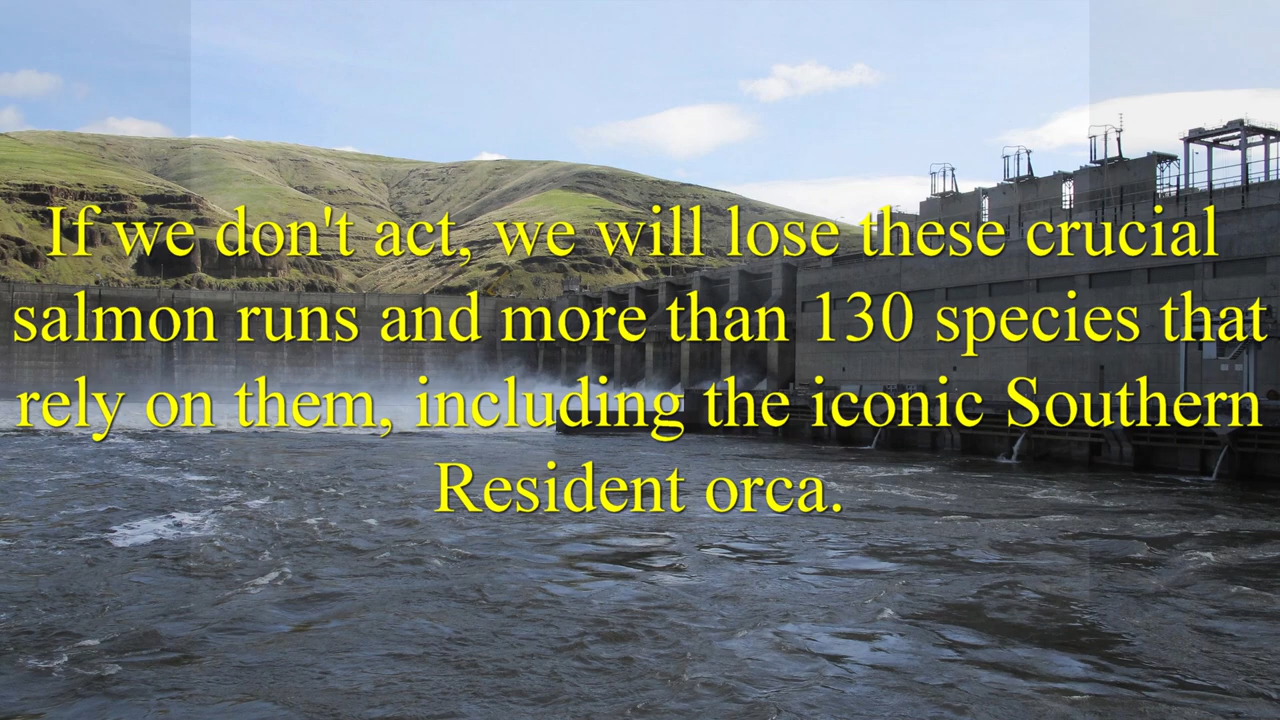 If we don't act, we will lose these crucial
salmon runs and more than 130 species that
rely on them, including the iconic Southern
Resident orca.